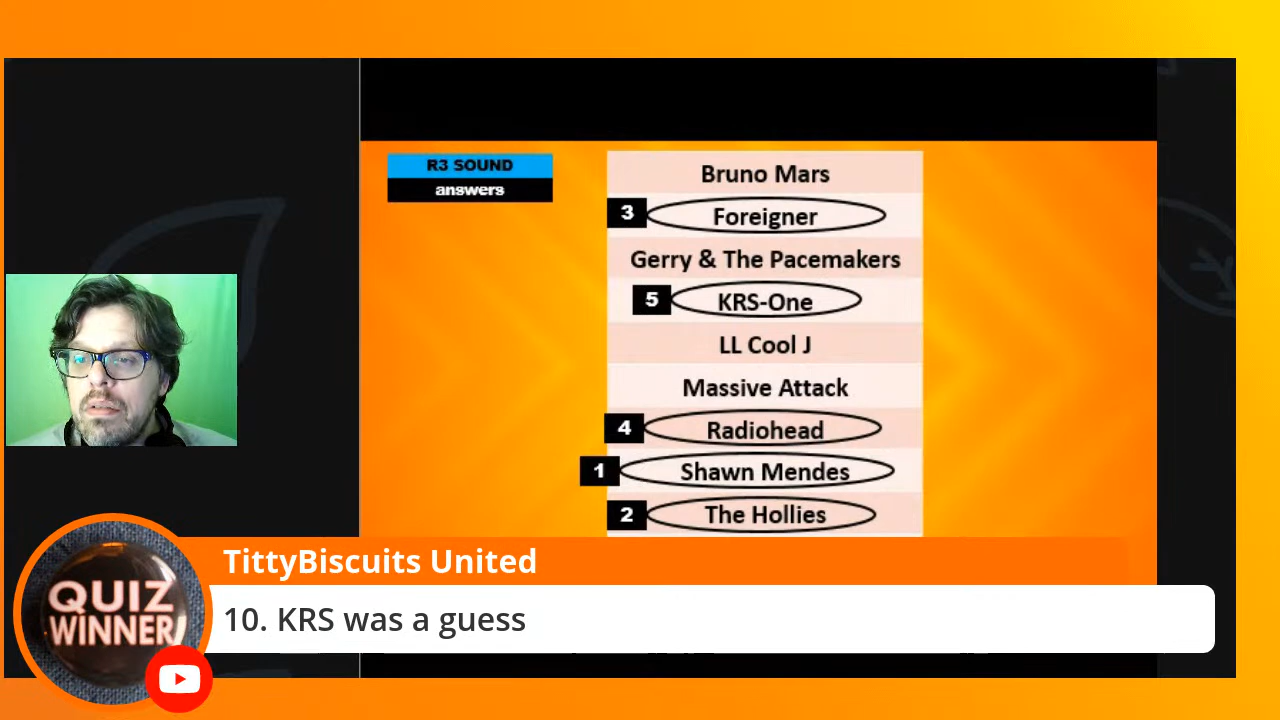 R3 SOUND
answers
Bruno Mars
3 Foreigner
Gerry & The Pacemakers
5 KRS-One
LL Cool J
Massive Attack
4 Radiohead
1 Shawn Mendes
2 The Hollies
TittyBiscuits United
10. KRS was a guess
QUIZ
WINNER